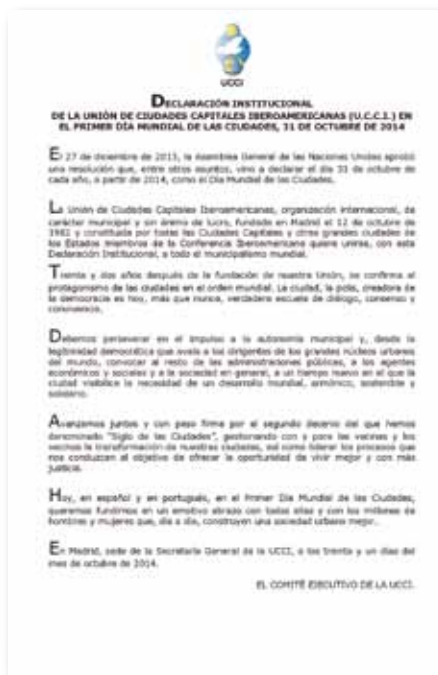 UCCI
DECLARACIÓN INSTITUCIONAL
DE LA UNIÓN DE CIUDADES CAPITALES IBEROAMERICANAS (U.C.C.I.) EN
EL PRIMER DÍA MUNDIAL DE LAS CIUDADES, 31 DE OCTUBRE DE 2014
El 27 de diciembre de 2013, la Asamblea General de las Naciones Unidas aprobó
una resolución que, entre otros asuntos, vino a declarar el día 31 de octubre de
cada año, a partir de 2014, como el Día Mundial de las Ciudades.
La Unión de Ciudades Capitales Iberoamericanas, organización internacional, de
carácter municipal y sin ánimo de lucro, fundada en Madrid el 12 de octubre de
1982 y constituida por todas las Ciudades Capitales y otras grandes ciudades de
los Estados miembros de la Conferencia Iberoamericana quiere unirse, con esta
Declaración Institucional, a todo el municipalismo mundial.
Treinta y dos años después de la fundación de nuestra Unión, se confirma el
protagonismo de las ciudades en el orden mundial. La ciudad, la polis, creadora de
la democracia es hoy, más que nunca, verdadera escuela de diálogo, consenso y
convivencia.
Debemos perseverar en el impulso a la autonomía municipal y, desde la
legitimidad democrática que avala a los dirigentes de los grandes núcleos urbanos
del mundo, convocar al resto de las administraciones públicas, a los agentes
económicos y sociales y a la sociedad en general, a un tiempo nuevo en el que la
ciudad visibilice la necesidad de un desarrollo mundial, armónico, sostenible y
solidario.
Avanzamos juntos y con paso firme por el segundo decenio del que hemos
denominado "Siglo de las Ciudades", gestionando con y para las vecinas y los
vecinos la transformación de nuestras ciudades, así como liderar los procesos que
nos conduzcan al objetivo de ofrecer la oportunidad de vivir mejor y con más
justicia.
Hoy, en español y en portugués, en el Primer Día Mundial de las Ciudades,
queremos fundirnos en un emotivo abrazo con todas ellas y con los millones de
hombres y mujeres que, día a día, construyen una sociedad urbana mejor.
En Madrid, sede de la Secretaría General de la UCCI, a los treinta y un días del
mes de octubre de 2014.
EL COMITÉ EJECUTIVO DE LA UCCI.